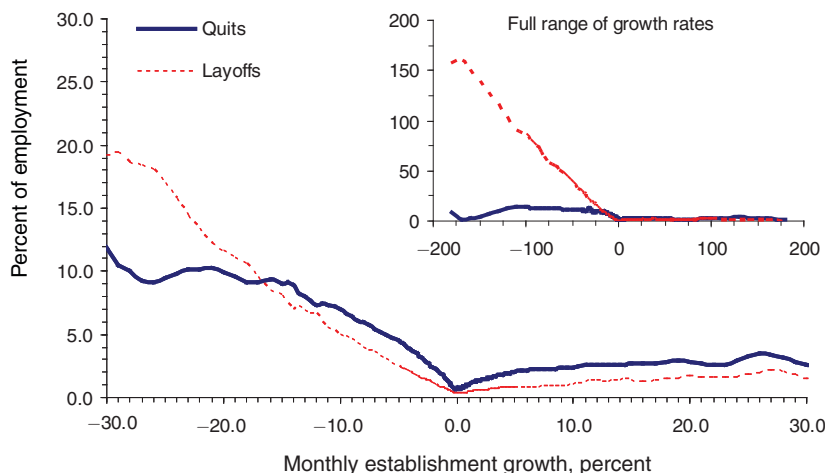 30.0
25.0
20.0
15.0
10.0
5.0
0.0
Percent of employment
Quits
Layoffs
Full range of growth rates
200
150
100
50
0
−200 −100 0 100 200
−30.0 −20.0 −10.0 0.0 10.0 20.0 30.0
Monthly establishment growth, percent